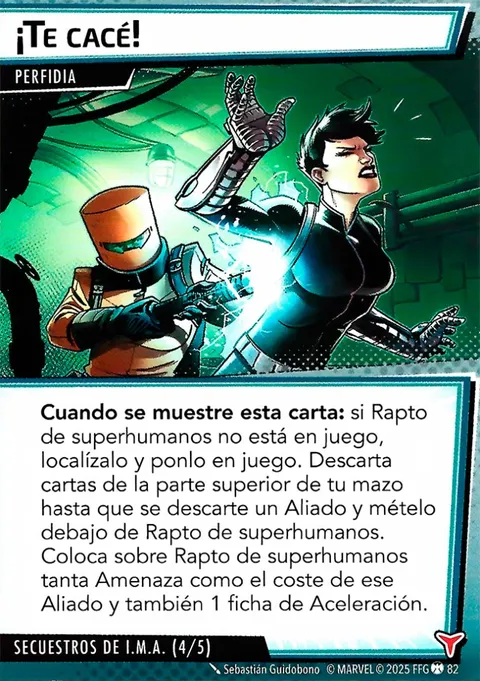 ¡TE CACÉ!
PERFIDIA
Cuando se muestre esta carta: si Rapto
de superhumanos no está en juego,
localízalo y ponlo en juego. Descarta
cartas de la parte superior de tu mazo
hasta que se descarte un Aliado y mételo
debajo de Rapto de superhumanos.
Coloca sobre Rapto de superhumanos
tanta Amenaza como el coste de ese
Aliado y también 1 ficha de Aceleración.
SECUESTROS DE I.M.A. (4/5)
Sebastián Guidobono © MARVEL © 2025 FFG 82